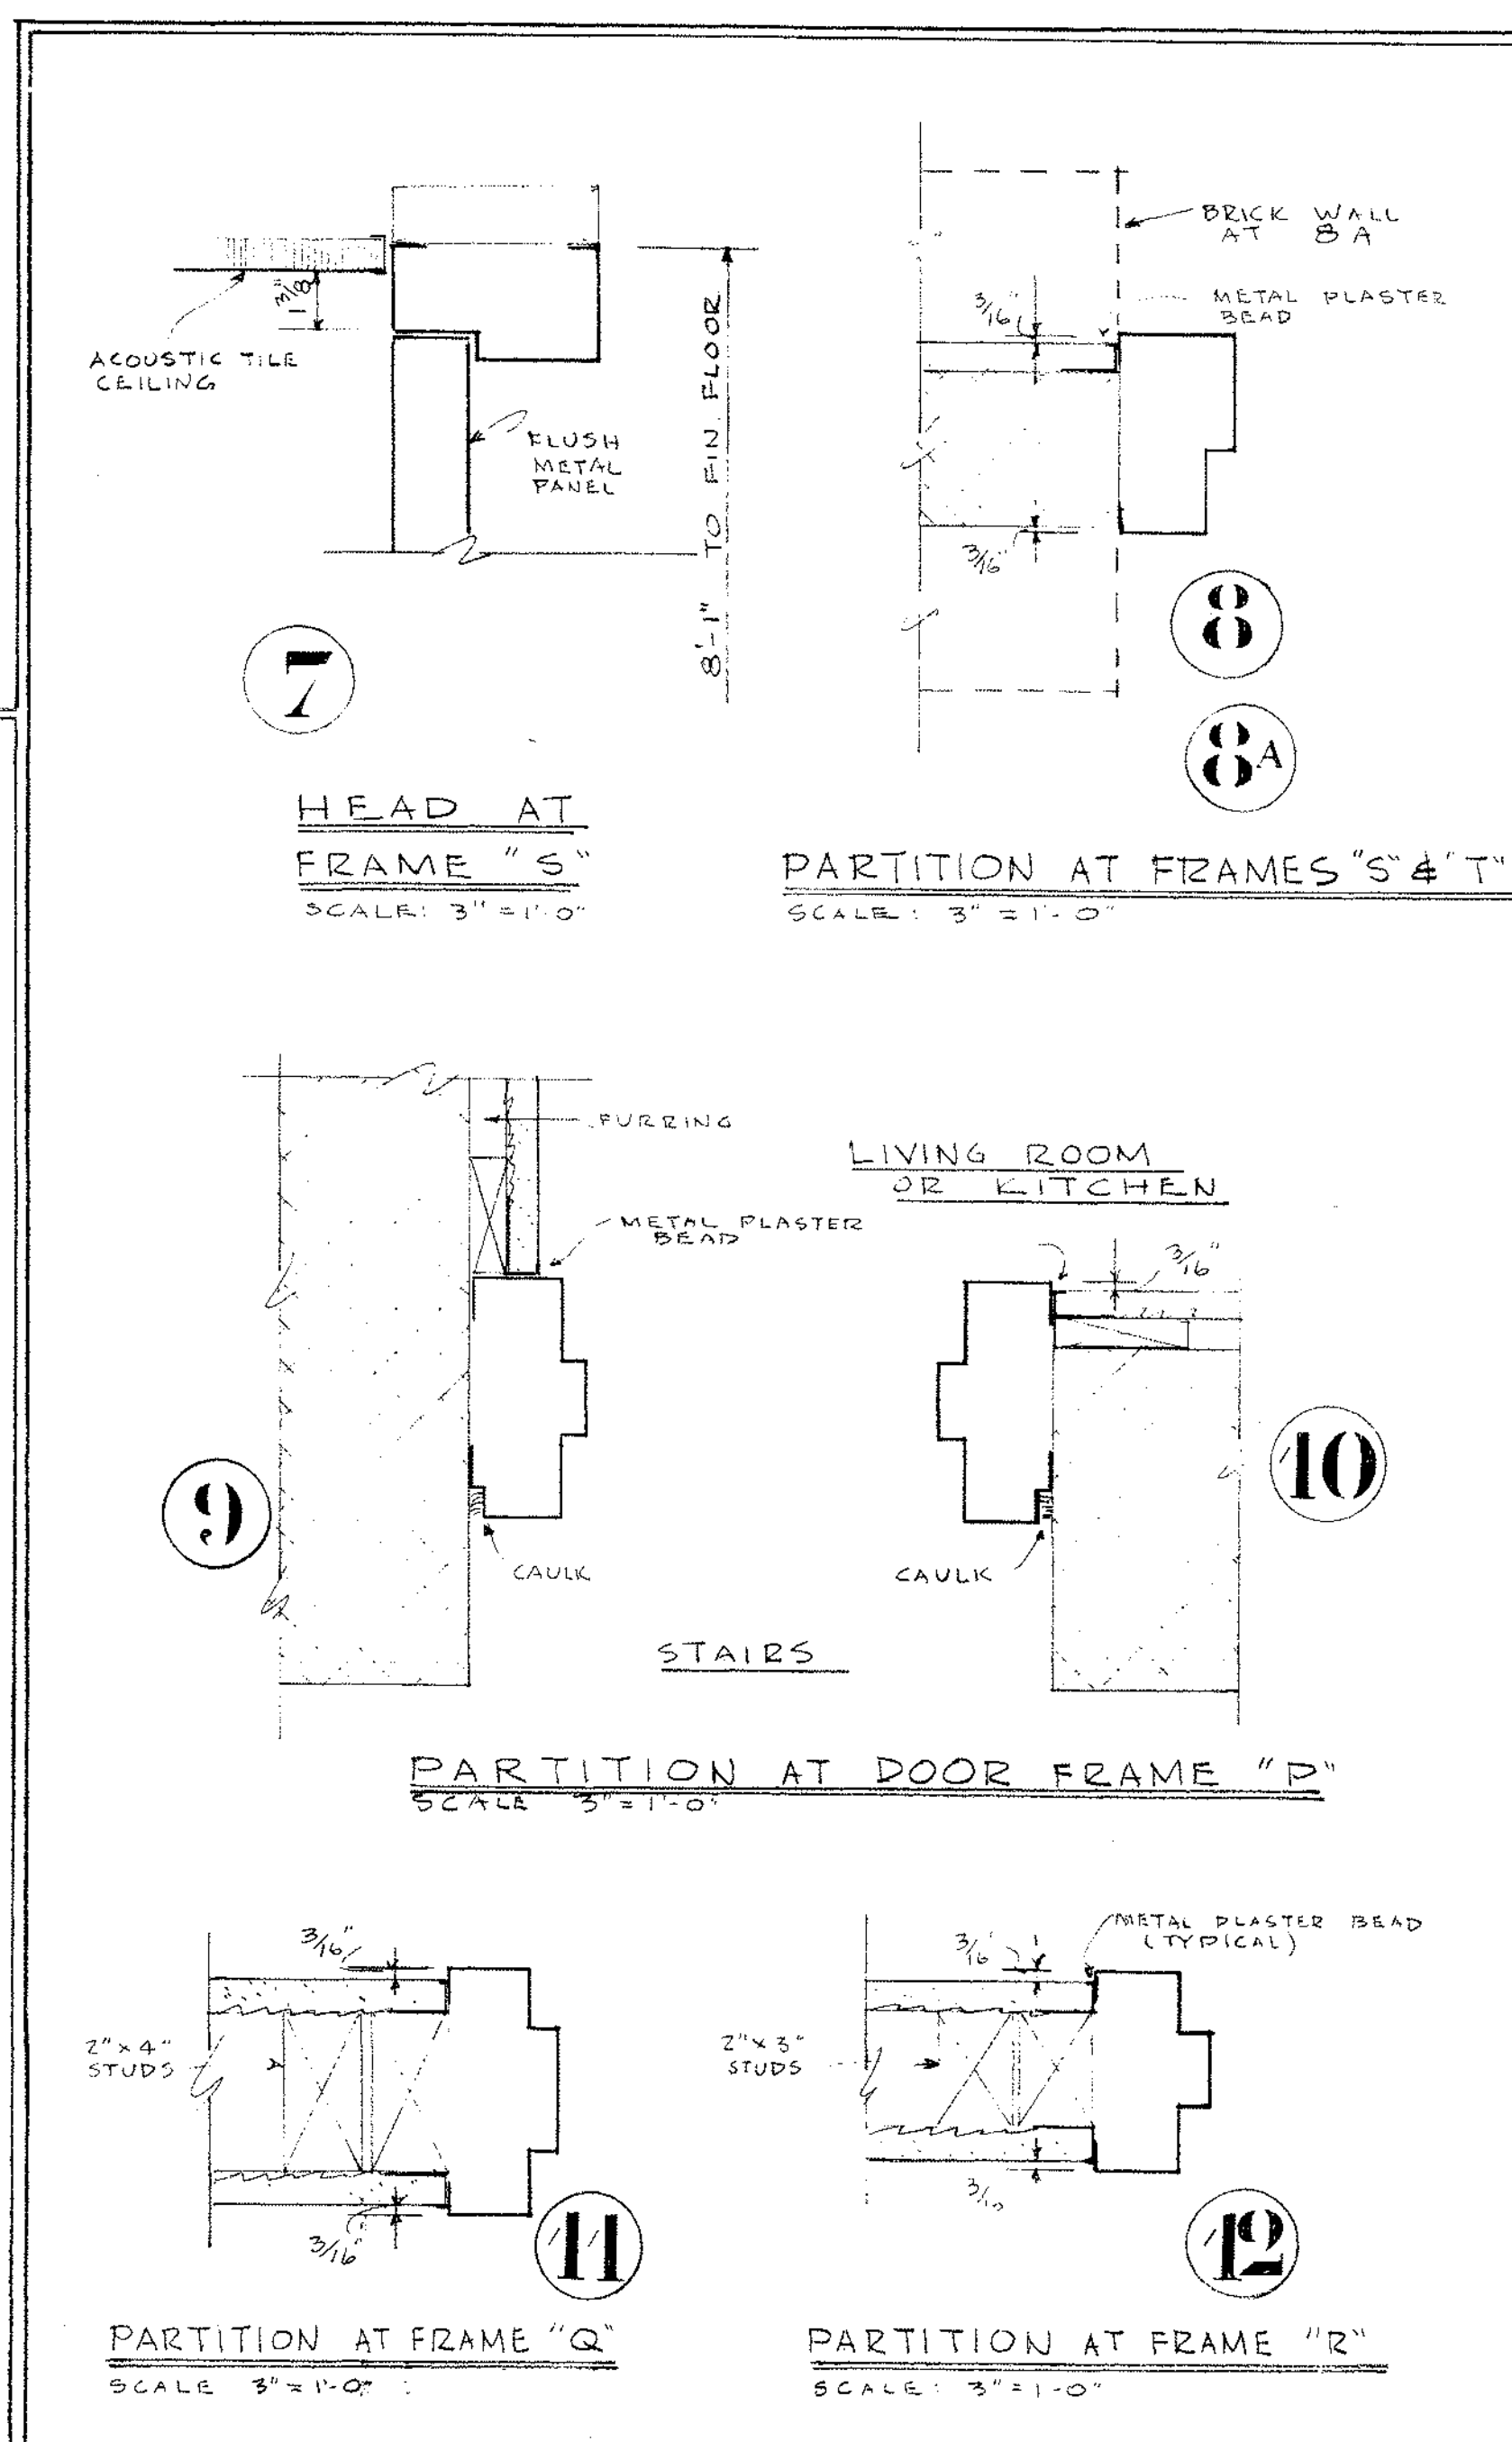 1 3/8"
ACOUSTIC TILE
CEILING
FLUSH
METAL
PANEL
8'-1" TO FIN. FLOOR
7
HEAD AT
FRAME "S"
SCALE: 3" = 1'-0"
BRICK WALL
AT 8A
METAL PLASTER
BEAD
3/16"
3/16"
8
8A
PARTITION AT FRAMES "S" & "T"
SCALE: 3" = 1'-0"
FURRING
METAL PLASTER
BEAD
9
CAULK
LIVING ROOM
OR KITCHEN
3/16"
10
CAULK
STAIRS
PARTITION AT DOOR FRAME "P"
SCALE 3" = 1'-0"
3/16"
2" x 4"
STUDS
3/16"
11
PARTITION AT FRAME "Q"
SCALE 3" = 1'-0"
METAL PLASTER BEAD
(TYPICAL)
3/16"
2" x 3"
STUDS
12
PARTITION AT FRAME "R"
SCALE: 3" = 1-0"